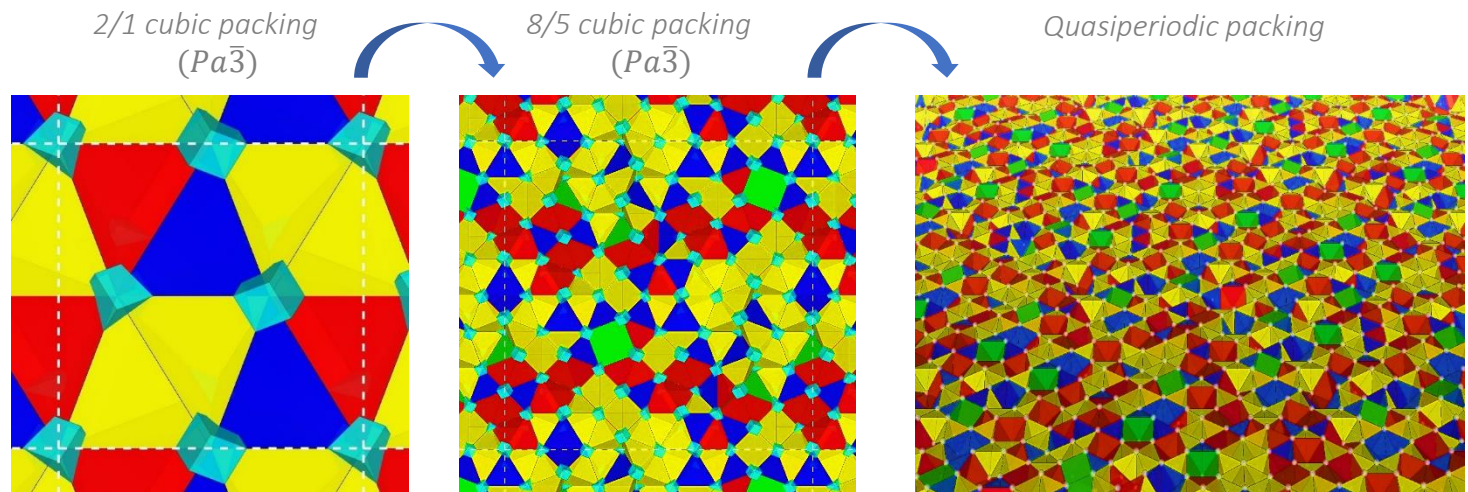 2/1 cubic packing
(Pa3̄)
8/5 cubic packing
(Pa3̄)
Quasiperiodic packing